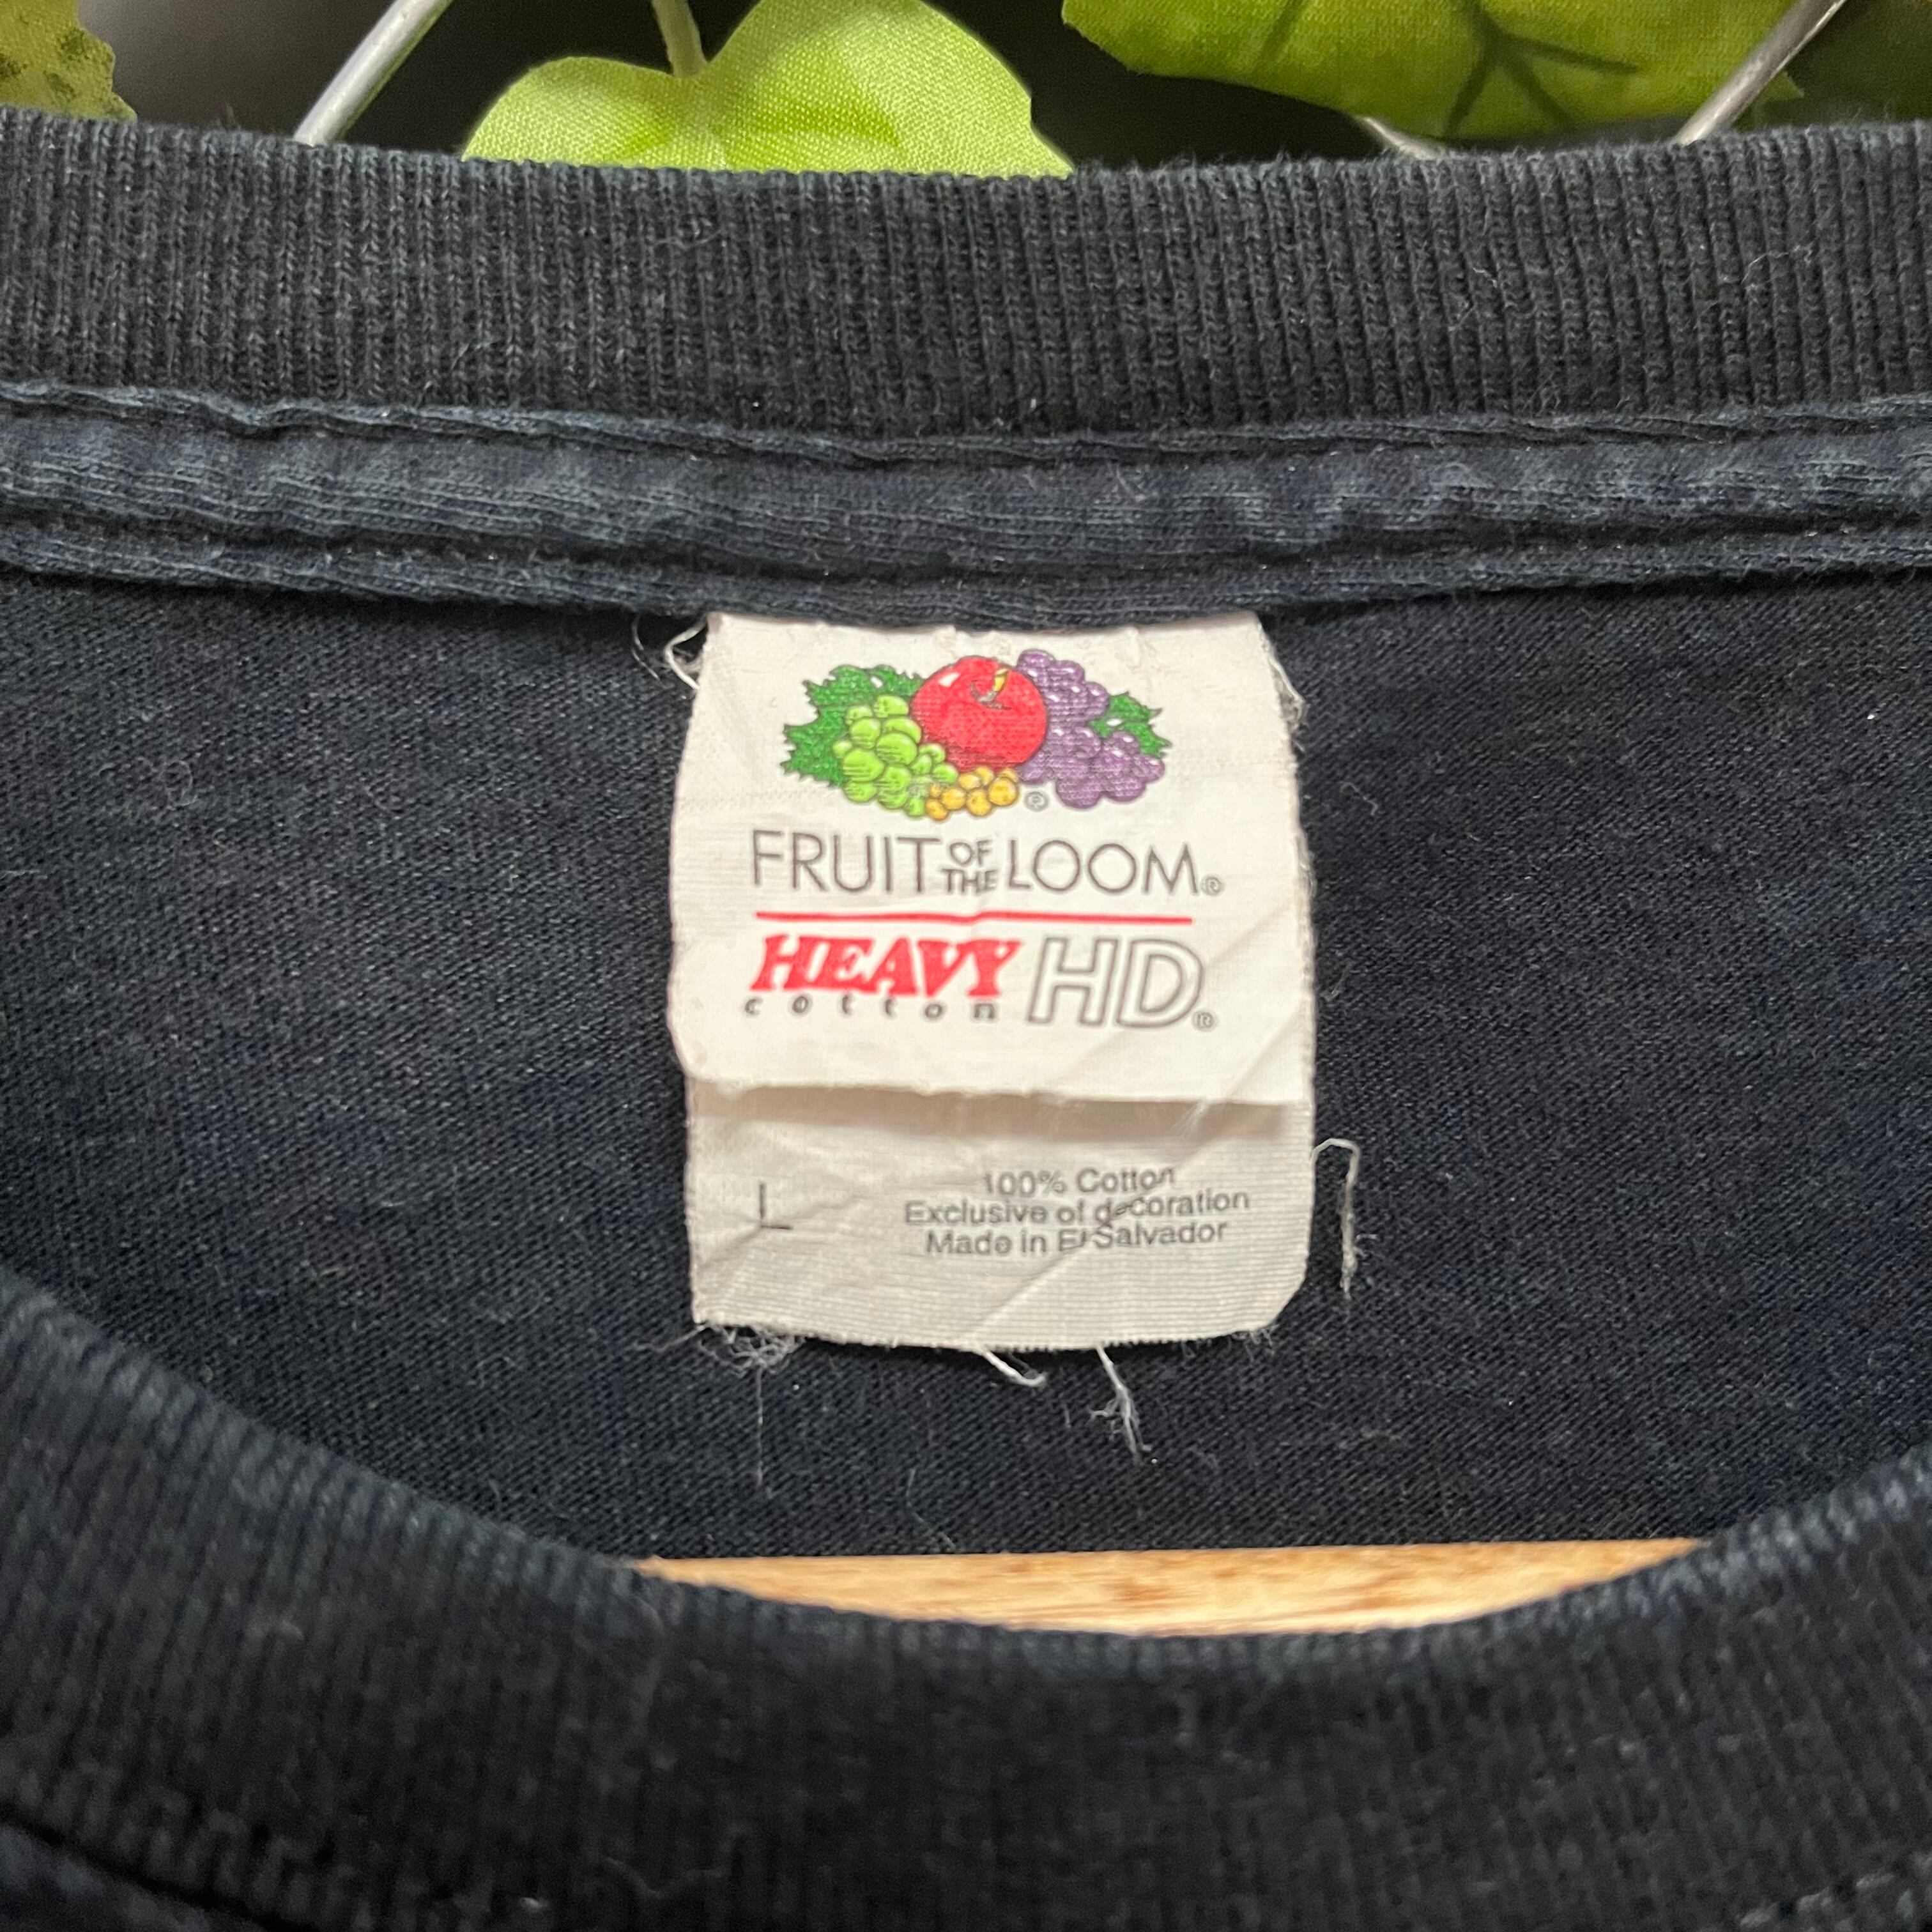 FRUIT OF THE LOOM®
HEAVY cotton HD®
L
100% Cotton
Exclusive of decoration
Made in El Salvador